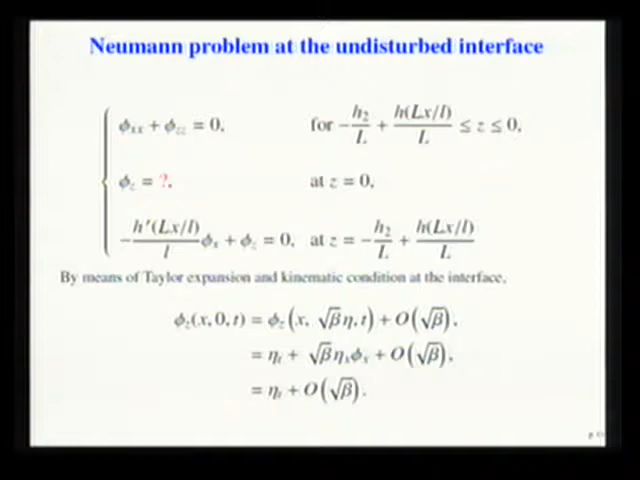 Neumann problem at the undisturbed interface
ϕ_xx + ϕ_zz = 0, for −h₂/L + h(Lx/l)/L ≤ z ≤ 0,
ϕ_z = ?, at z = 0,
−h′(Lx/l)/l ϕ_x + ϕ_z = 0, at z = −h₂/L + h(Lx/l)/L
By means of Taylor expansion and kinematic condition at the interface,
ϕ_z(x, 0, t) = ϕ_z(x, √β η, t) + O(√β),
= η_t + √β η_x ϕ_x + O(√β),
= η_t + O(√β).